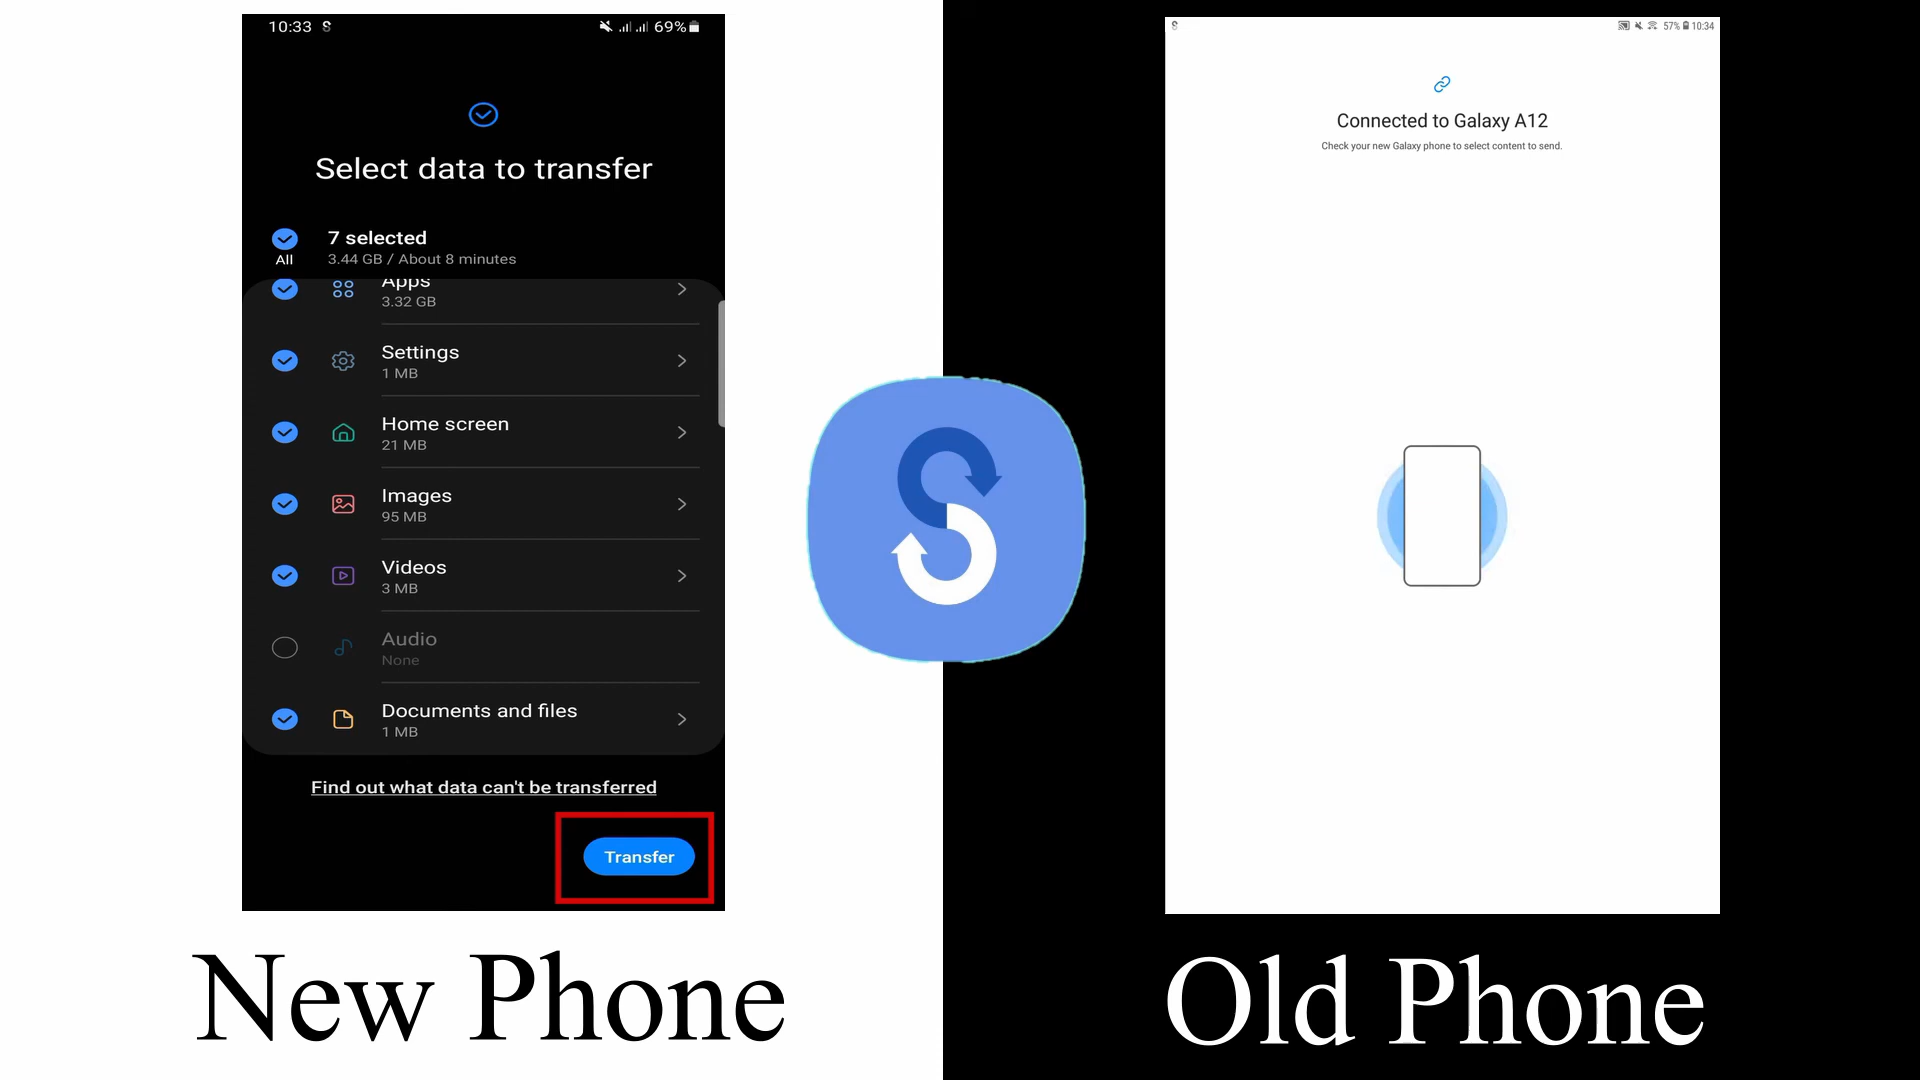 10:33
69%
Select data to transfer
7 selected
All
3.44 GB / About 8 minutes
Apps
3.32 GB
Settings
1 MB
Home screen
21 MB
Images
95 MB
Videos
3 MB
Audio
None
Documents and files
1 MB
Find out what data can't be transferred
Transfer
New Phone
57% 10:34
Connected to Galaxy A12
Check your new Galaxy phone to select content to send.
Old Phone